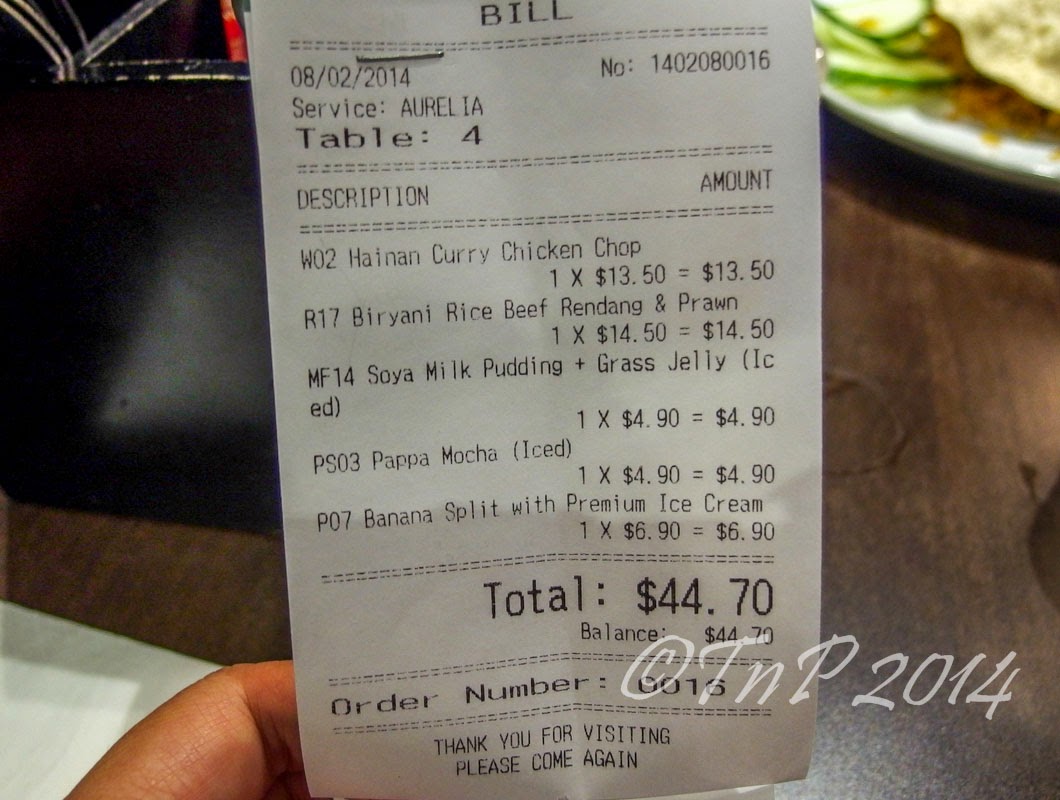 BILL
08/02/2014 No: 1402080016
Service: AURELIA
Table: 4
DESCRIPTION AMOUNT
W02 Hainan Curry Chicken Chop
1 X $13.50 = $13.50
R17 Biryani Rice Beef Rendang & Prawn
1 X $14.50 = $14.50
MF14 Soya Milk Pudding + Grass Jelly (Ic
ed)
1 X $4.90 = $4.90
PS03 Pappa Mocha (Iced)
1 X $4.90 = $4.90
P07 Banana Split with Premium Ice Cream
1 X $6.90 = $6.90
Total: $44.70
Balance: $44.70
Order Number: 0016
©TnP 2014
THANK YOU FOR VISITING
PLEASE COME AGAIN